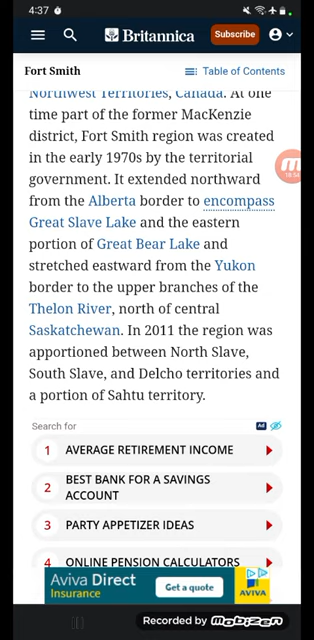 4:37
Britannica
Subscribe
Fort Smith
Table of Contents
Northwest Territories, Canada. At one
time part of the former MacKenzie
district, Fort Smith region was created
in the early 1970s by the territorial
government. It extended northward
from the Alberta border to encompass
Great Slave Lake and the eastern
portion of Great Bear Lake and
stretched eastward from the Yukon
border to the upper branches of the
Thelon River, north of central
Saskatchewan. In 2011 the region was
apportioned between North Slave,
South Slave, and Delcho territories and
a portion of Sahtu territory.
Search for
Ad
1 AVERAGE RETIREMENT INCOME
2 BEST BANK FOR A SAVINGS
ACCOUNT
3 PARTY APPETIZER IDEAS
4 ONLINE PENSION CALCULATORS
Aviva Direct
Insurance
Get a quote
AVIVA
Recorded by Mobizen